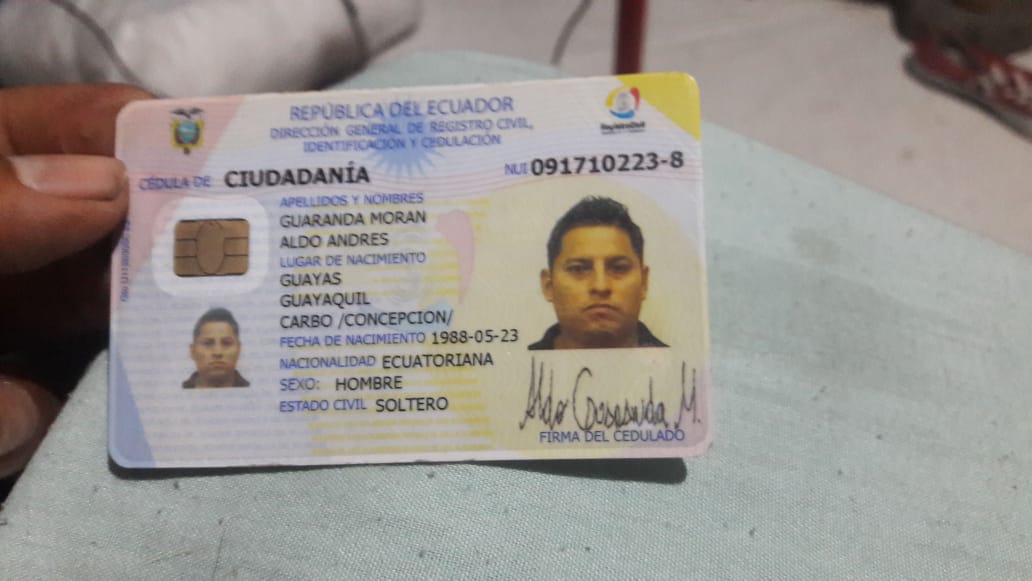 REPÚBLICA DEL ECUADOR
DIRECCIÓN GENERAL DE REGISTRO CIVIL,
IDENTIFICACIÓN Y CEDULACIÓN
CÉDULA DE CIUDADANÍA
NUI 091710223-8
APELLIDOS Y NOMBRES
GUARANDA MORAN
ALDO ANDRES
LUGAR DE NACIMIENTO
GUAYAS
GUAYAQUIL
CARBO /CONCEPCION/
FECHA DE NACIMIENTO 1988-05-23
NACIONALIDAD ECUATORIANA
SEXO: HOMBRE
ESTADO CIVIL SOLTERO
FIRMA DEL CEDULADO